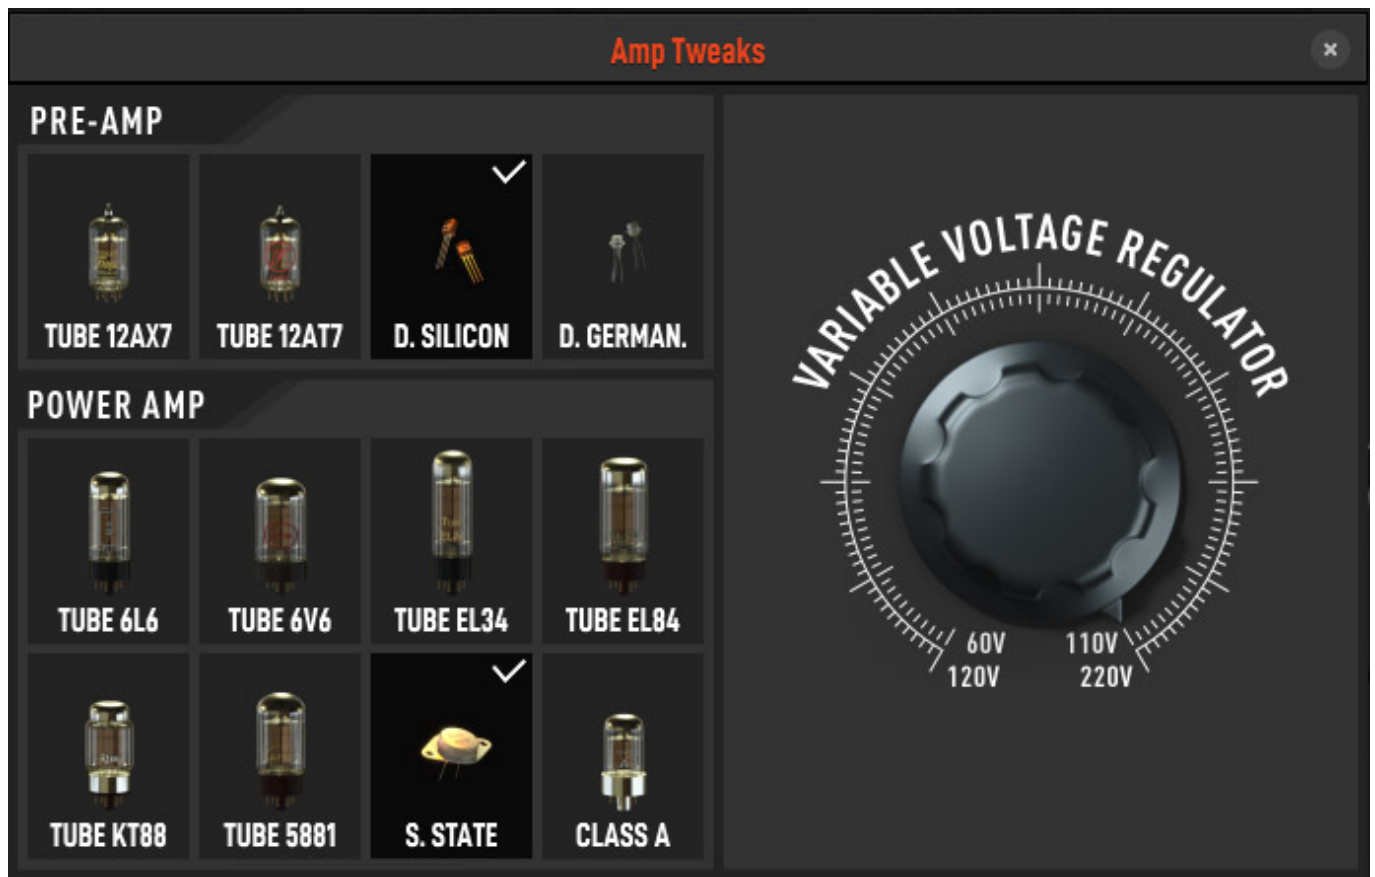 Amp Tweaks
PRE-AMP
TUBE 12AX7
TUBE 12AT7
D. SILICON
D. GERMAN.
POWER AMP
TUBE 6L6
TUBE 6V6
TUBE EL34
TUBE EL84
TUBE KT88
TUBE 5881
S. STATE
CLASS A
VARIABLE VOLTAGE REGULATOR
60V 110V
120V 220V